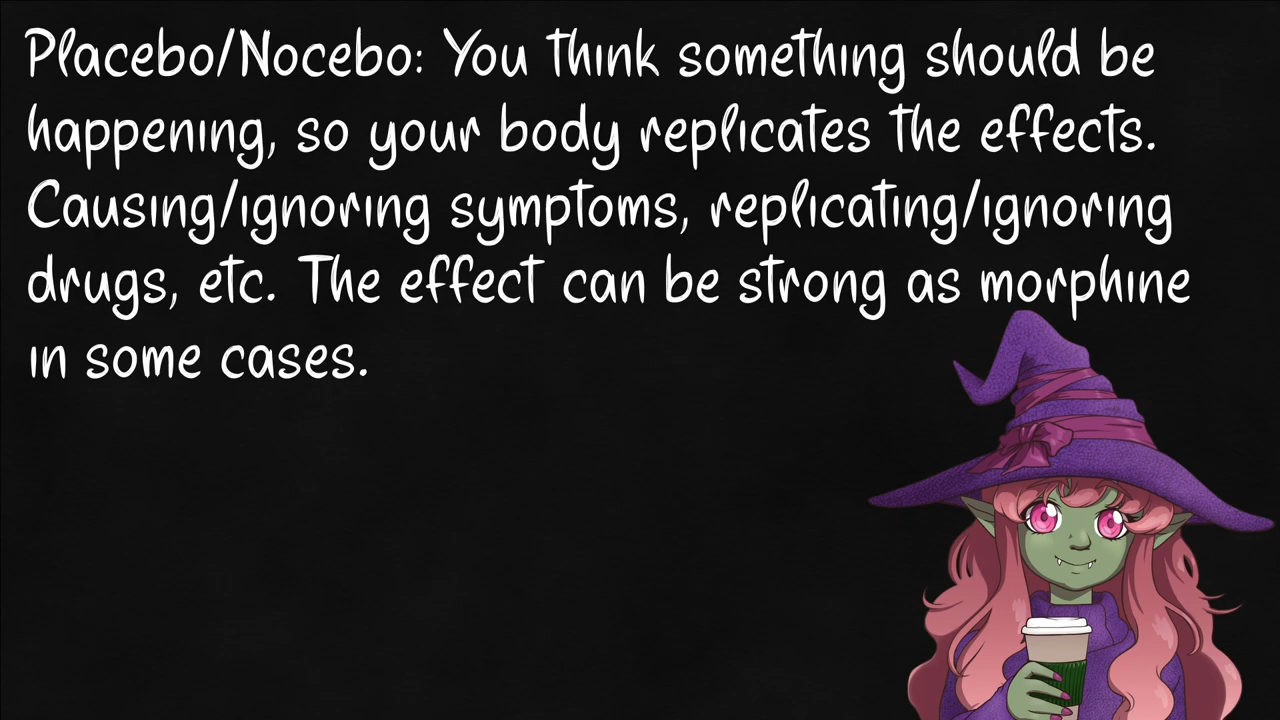 Placebo/Nocebo: You think something should be
happening, so your body replicates the effects.
Causing/ignoring symptoms, replicating/ignoring
drugs, etc. The effect can be strong as morphine
in some cases.